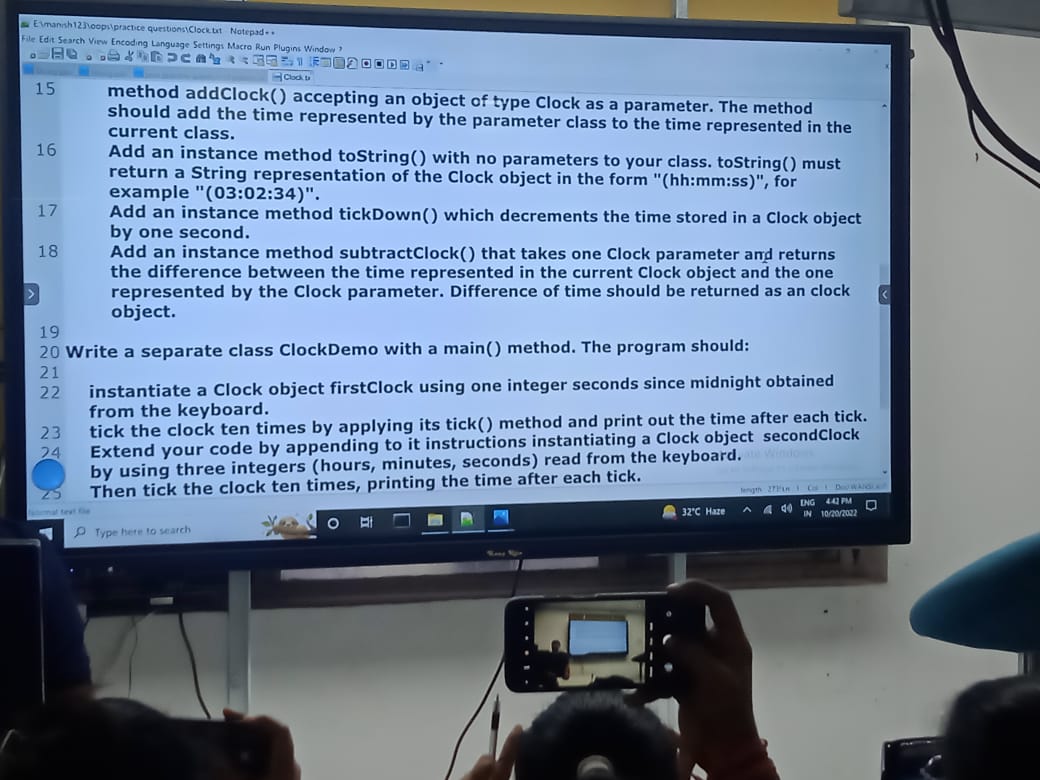 E:\manish123\oops\practice questions\Clock.txt - Notepad++
File Edit Search View Encoding Language Settings Macro Run Plugins Window ?
Clock.tx
15 method addClock() accepting an object of type Clock as a parameter. The method
should add the time represented by the parameter class to the time represented in the
current class.
16 Add an instance method toString() with no parameters to your class. toString() must
return a String representation of the Clock object in the form "(hh:mm:ss)", for
example "(03:02:34)".
17 Add an instance method tickDown() which decrements the time stored in a Clock object
by one second.
18 Add an instance method subtractClock() that takes one Clock parameter and returns
the difference between the time represented in the current Clock object and the one
represented by the Clock parameter. Difference of time should be returned as an clock
object.
19
20 Write a separate class ClockDemo with a main() method. The program should:
21
22 instantiate a Clock object firstClock using one integer seconds since midnight obtained
from the keyboard.
23 tick the clock ten times by applying its tick() method and print out the time after each tick.
24 Extend your code by appending to it instructions instantiating a Clock object secondClock
by using three integers (hours, minutes, seconds) read from the keyboard.
25 Then tick the clock ten times, printing the time after each tick.
Normal text file
Type here to search
32°C Haze
ENG
IN
4:42 PM
10/20/2022